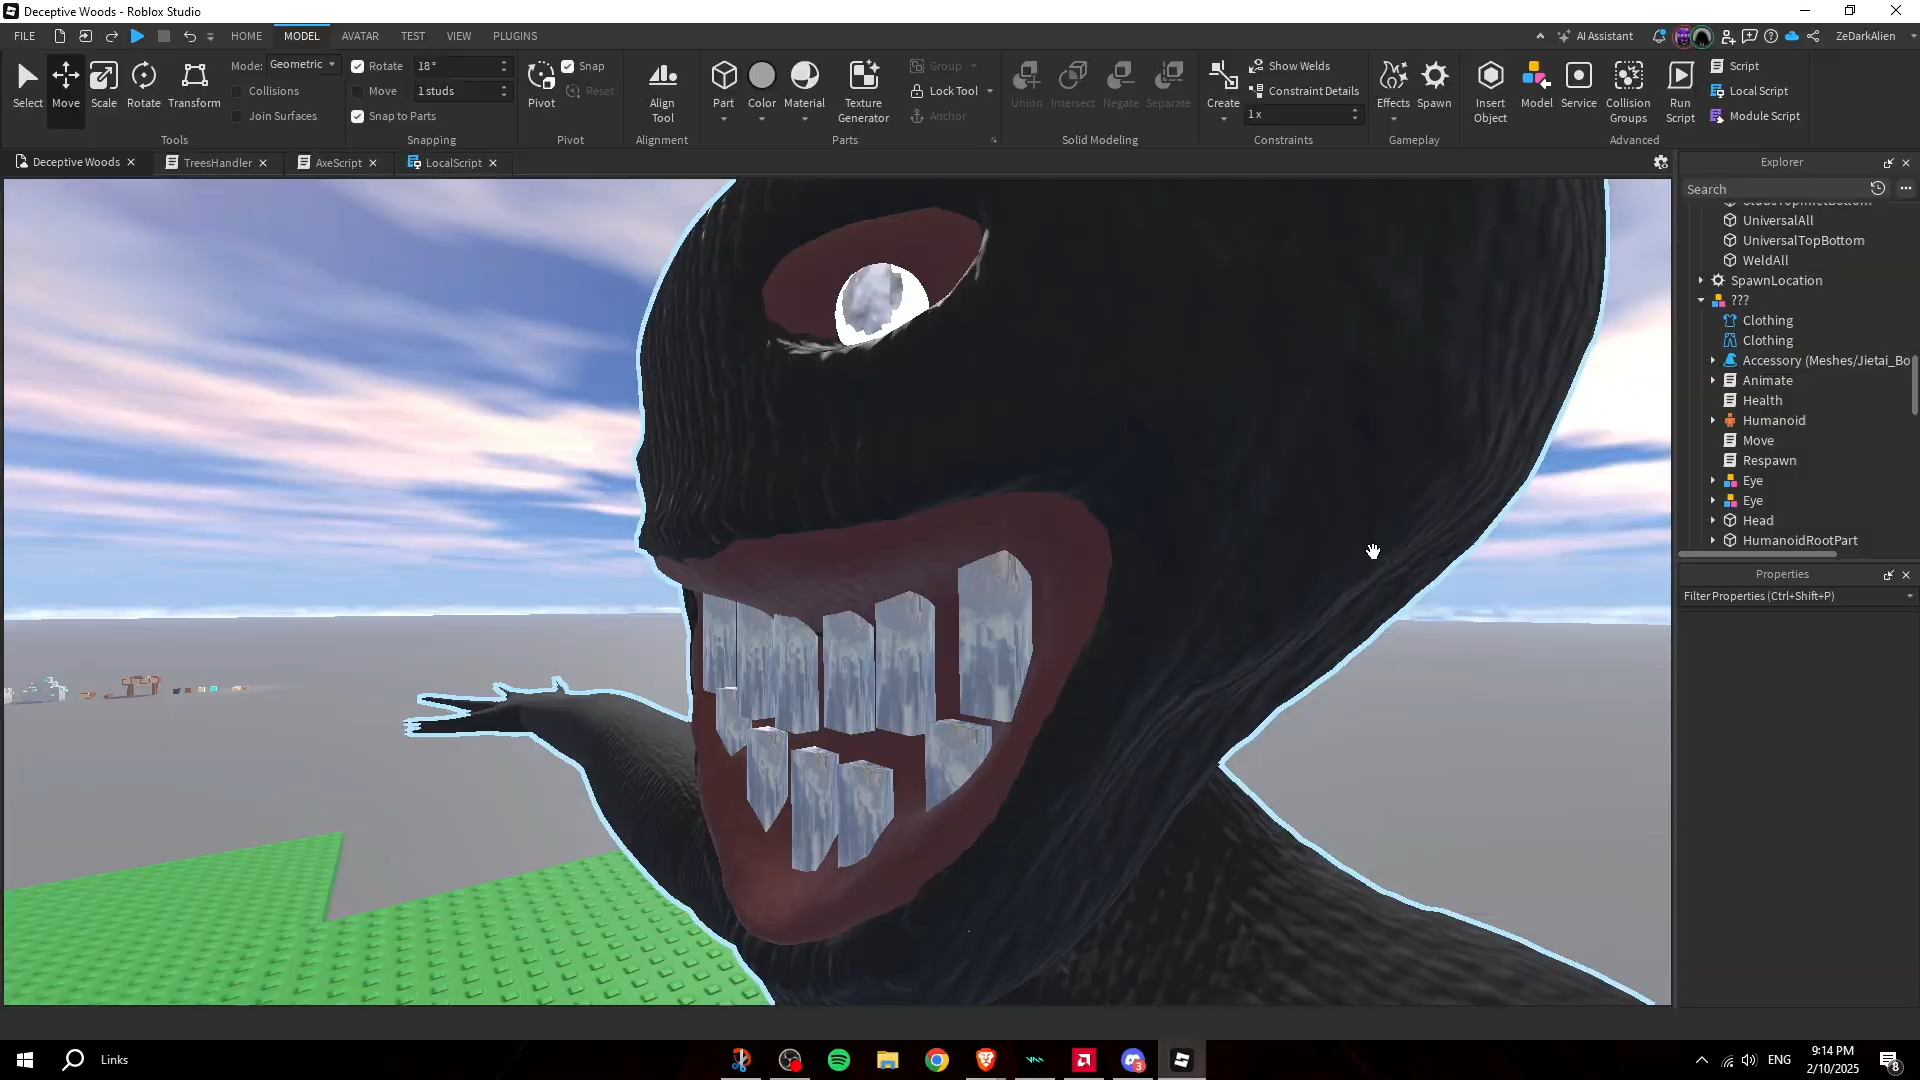 Deceptive Woods - Roblox Studio
FILE HOME MODEL AVATAR TEST VIEW PLUGINS AI Assistant ZeDarkAlien
Select Move Scale Rotate Transform
Mode: Geometric
Collisions
Join Surfaces
Tools
Rotate 18°
Move 1 studs
Snap to Parts
Snapping
Pivot
Snap
Reset
Pivot
Align Tool
Alignment
Part Color Material Texture Generator
Group
Lock Tool
Anchor
Parts
Union Intersect Negate Separate
Solid Modeling
Create
Show Welds
Constraint Details
1 x
Constraints
Effects Spawn
Gameplay
Insert Object Model Service Collision Groups Run Script
Script
Local Script
Module Script
Advanced
Deceptive Woods TreesHandler AxeScript LocalScript
Explorer
Search
UniversalAll
UniversalTopBottom
WeldAll
SpawnLocation
???
Clothing
Clothing
Accessory (Meshes/Jietai_Bo
Animate
Health
Humanoid
Move
Respawn
Eye
Eye
Head
HumanoidRootPart
Properties
Filter Properties (Ctrl+Shift+P)
Links
3
ENG
9:14 PM
2/10/2025
8